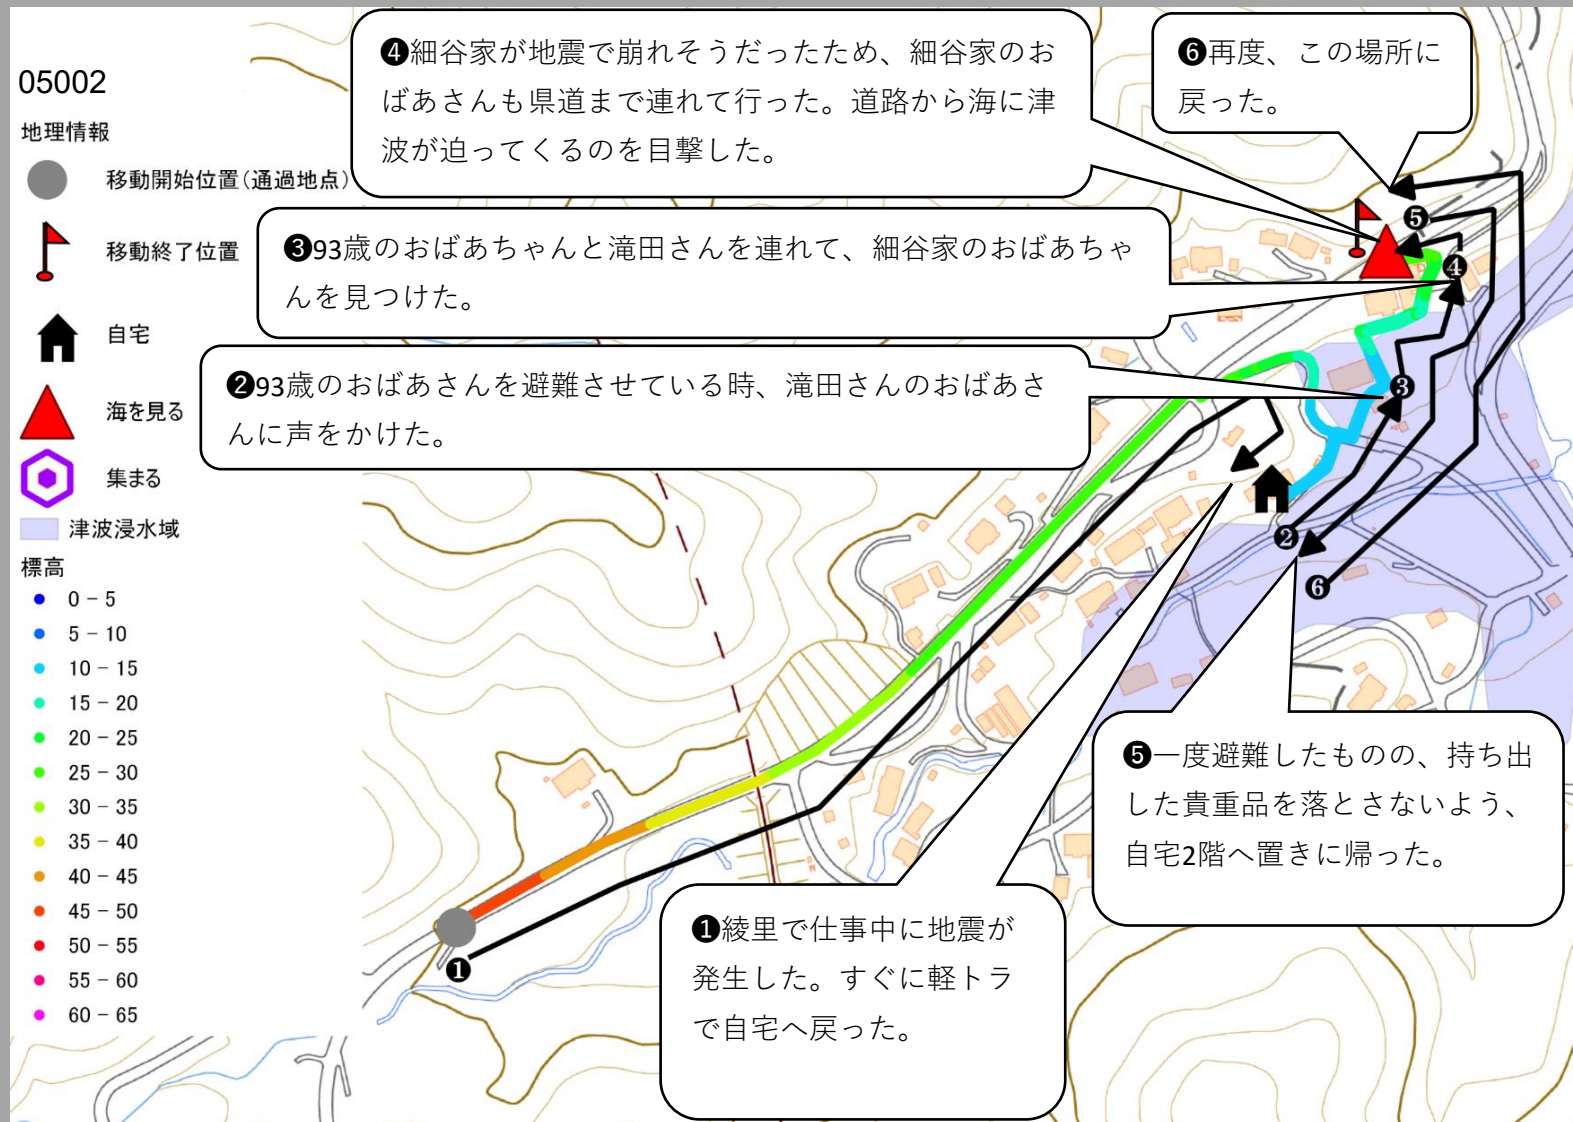 05002
地理情報
移動開始位置(通過地点)
移動終了位置
自宅
海を見る
集まる
津波浸水域
標高
0 − 5
5 − 10
10 − 15
15 − 20
20 − 25
25 − 30
30 − 35
35 − 40
40 − 45
45 − 50
50 − 55
55 − 60
60 − 65
❹細谷家が地震で崩れそうだったため、細谷家のお
ばあさんも県道まで連れて行った。道路から海に津
波が迫ってくるのを目撃した。
❻再度、この場所に
戻った。
❸93歳のおばあちゃんと滝田さんを連れて、細谷家のおばあちゃ
んを見つけた。
❷93歳のおばあさんを避難させている時、滝田さんのおばあさ
んに声をかけた。
❺
❹
❸
❷
❻
❶
❺一度避難したものの、持ち出
した貴重品を落とさないよう、
自宅2階へ置きに帰った。
❶綾里で仕事中に地震が
発生した。すぐに軽トラ
で自宅へ戻った。